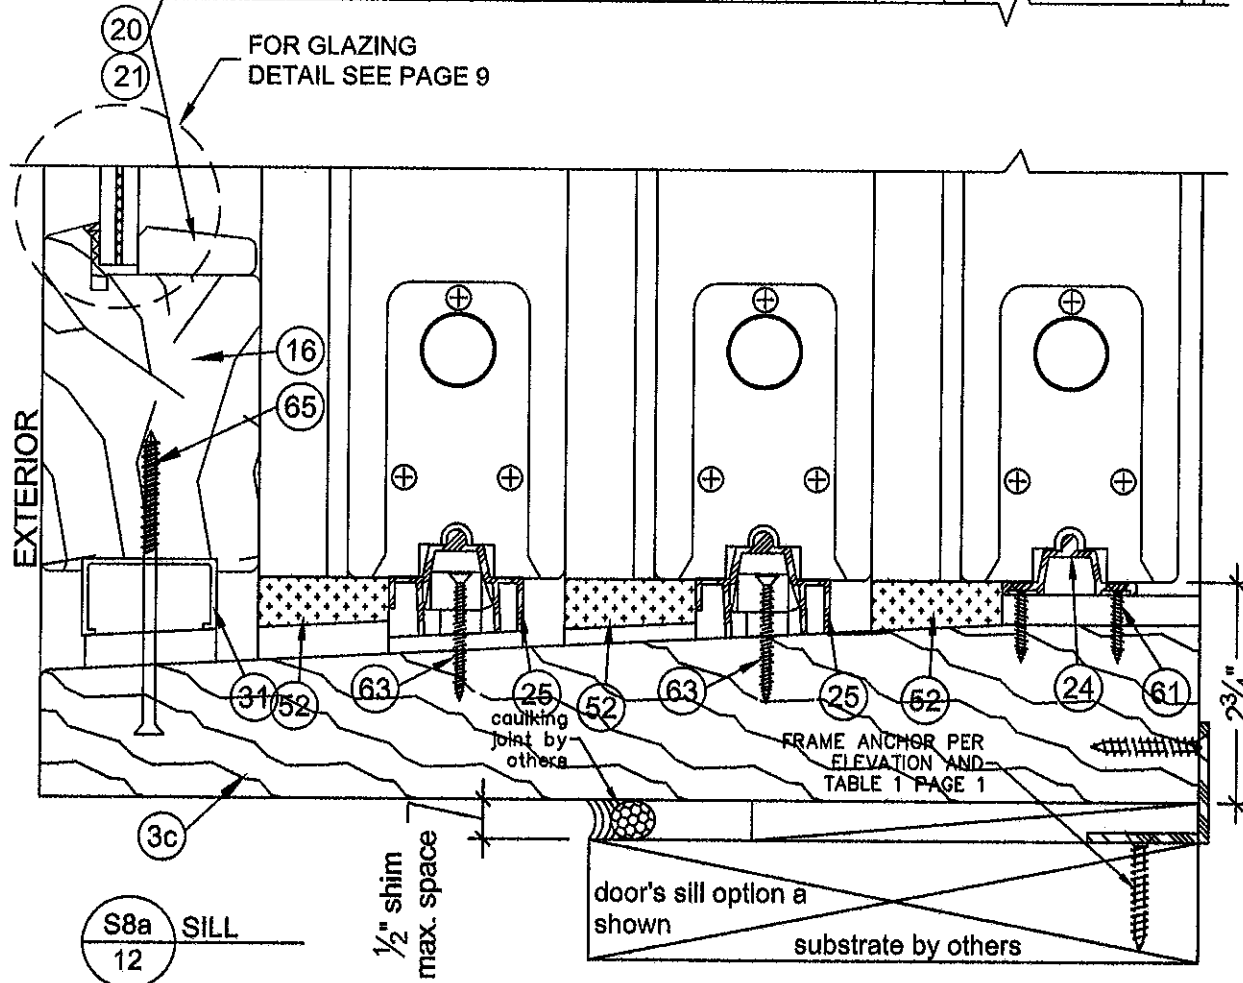 20
21
FOR GLAZING
DETAIL SEE PAGE 9
16
65
EXTERIOR
31
52
63
25
52
63
25
52
24
61
2¾"
caulking
joint by
others
FRAME ANCHOR PER
ELEVATION AND
TABLE 1 PAGE 1
3c
½" shim
max. space
door's sill option a
shown
substrate by others
S8a
12
SILL